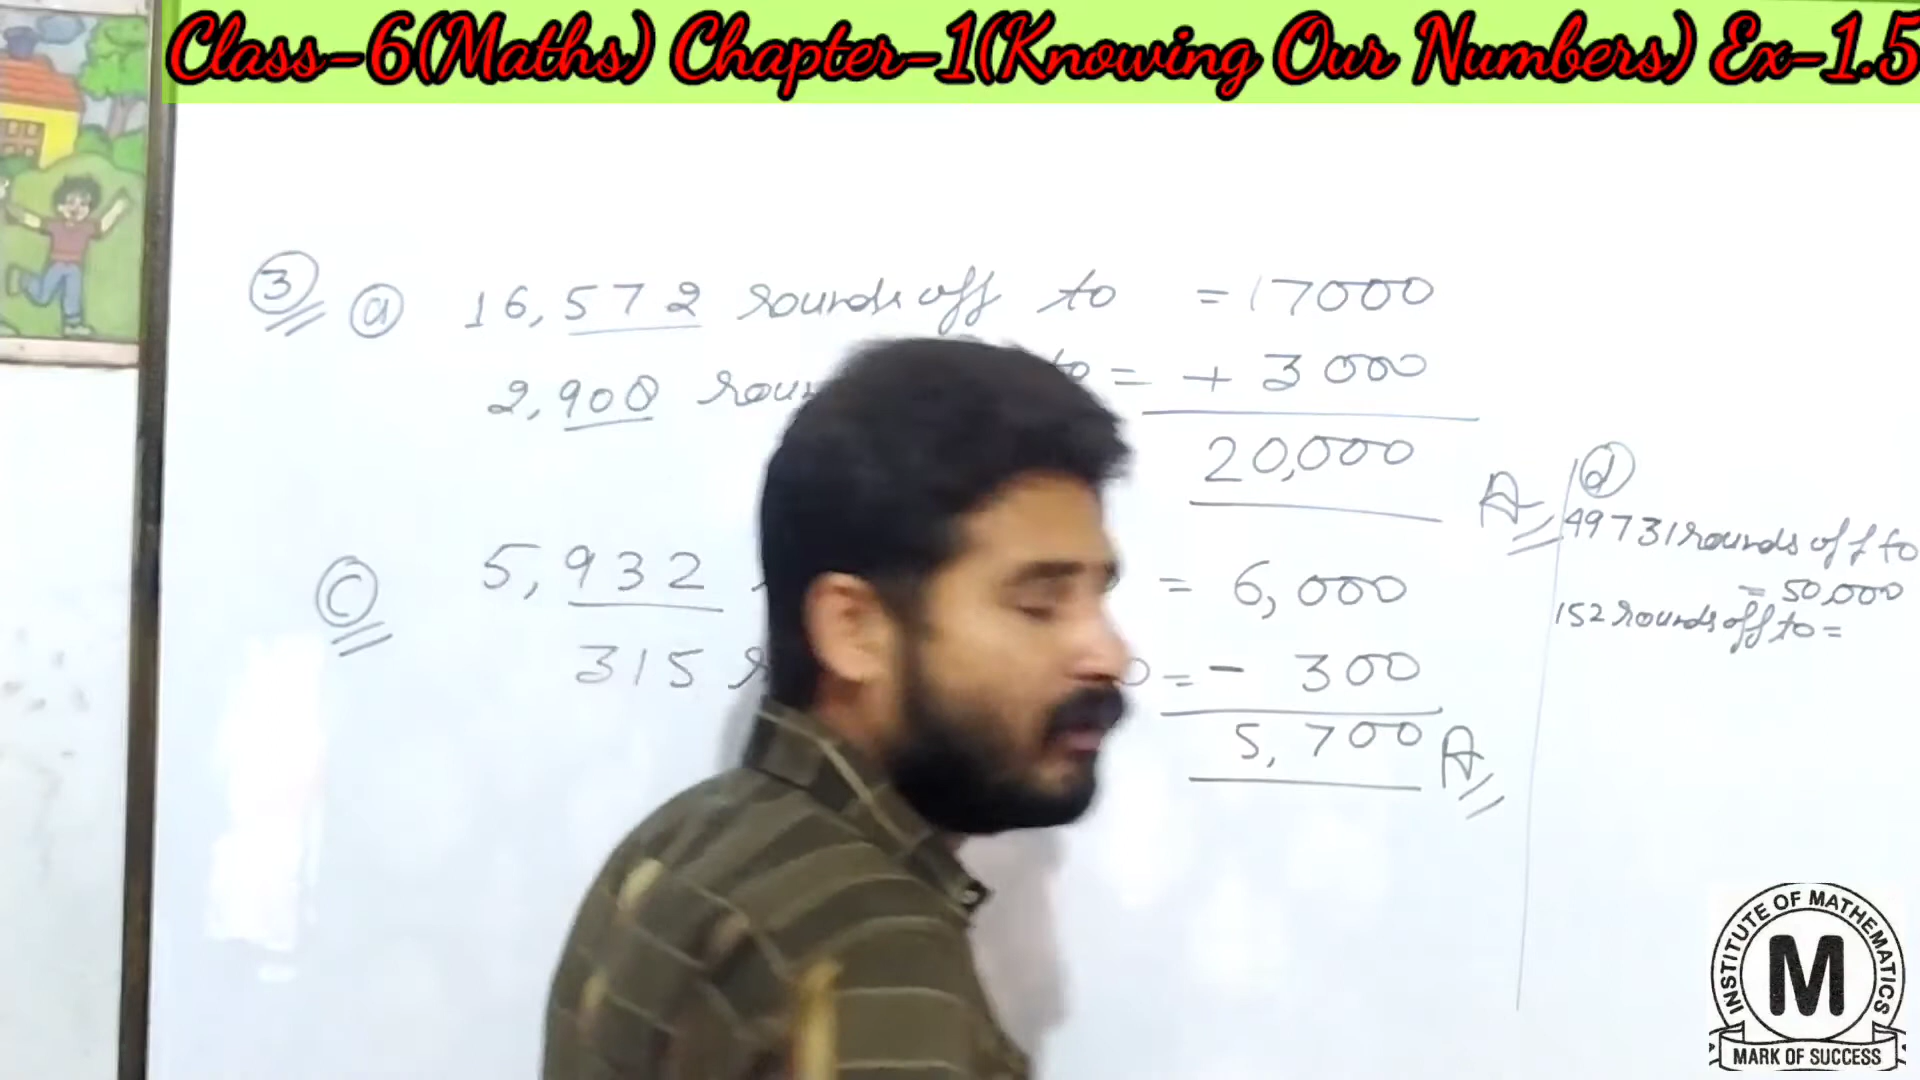 Class-6(Maths) Chapter-1(Knowing Our Numbers) Ex-1.5
3 a 16,572 rounds off to = 17000
2,900 to = + 3000
20,000
A
C 5,932 = 6,000
315 = - 300
5,700 A
d
49731 rounds off to
= 50,000
152 rounds off to =
INSTITUTE OF MATHEMATICS
M
MARK OF SUCCESS